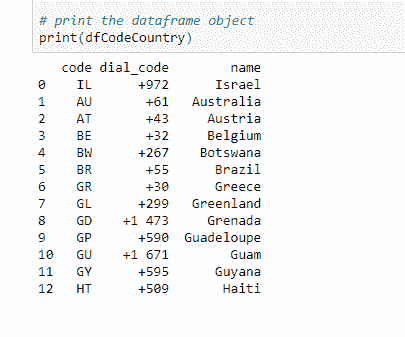 # print the dataframe object
print(dfCodeCountry)
code dial_code name
0 IL +972 Israel
1 AU +61 Australia
2 AT +43 Austria
3 BE +32 Belgium
4 BW +267 Botswana
5 BR +55 Brazil
6 GR +30 Greece
7 GL +299 Greenland
8 GD +1 473 Grenada
9 GP +590 Guadeloupe
10 GU +1 671 Guam
11 GY +595 Guyana
12 HT +509 Haiti